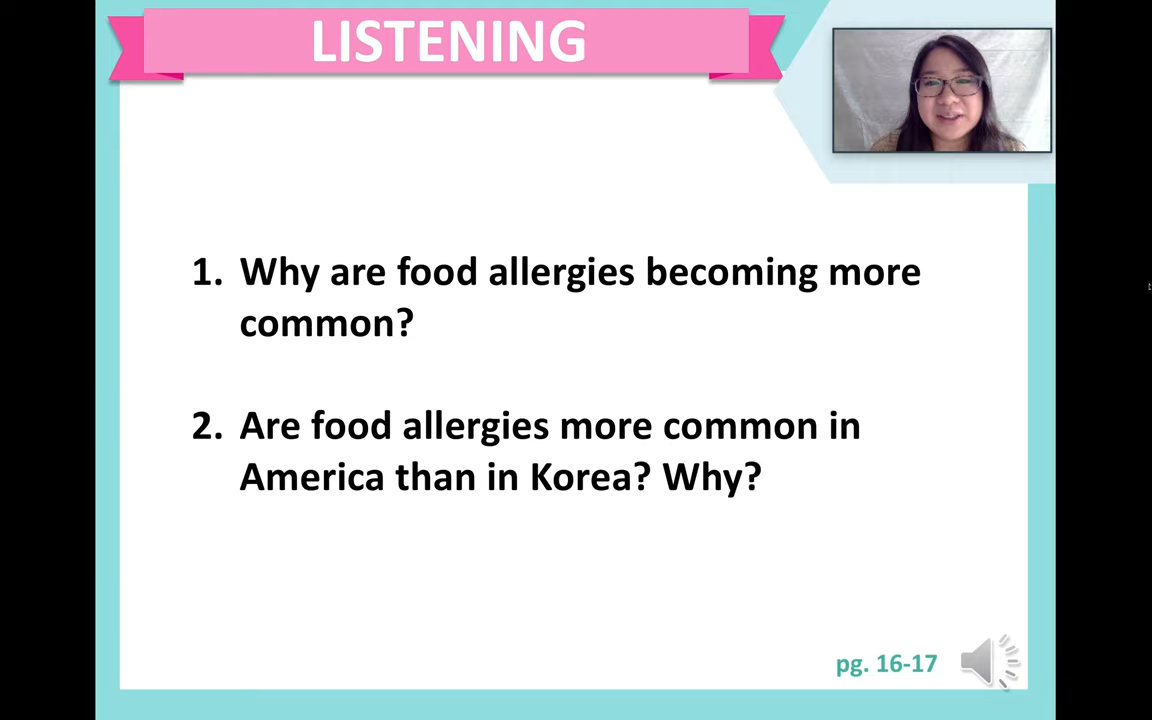 LISTENING
1. Why are food allergies becoming more
common?
2. Are food allergies more common in
America than in Korea? Why?
pg. 16-17